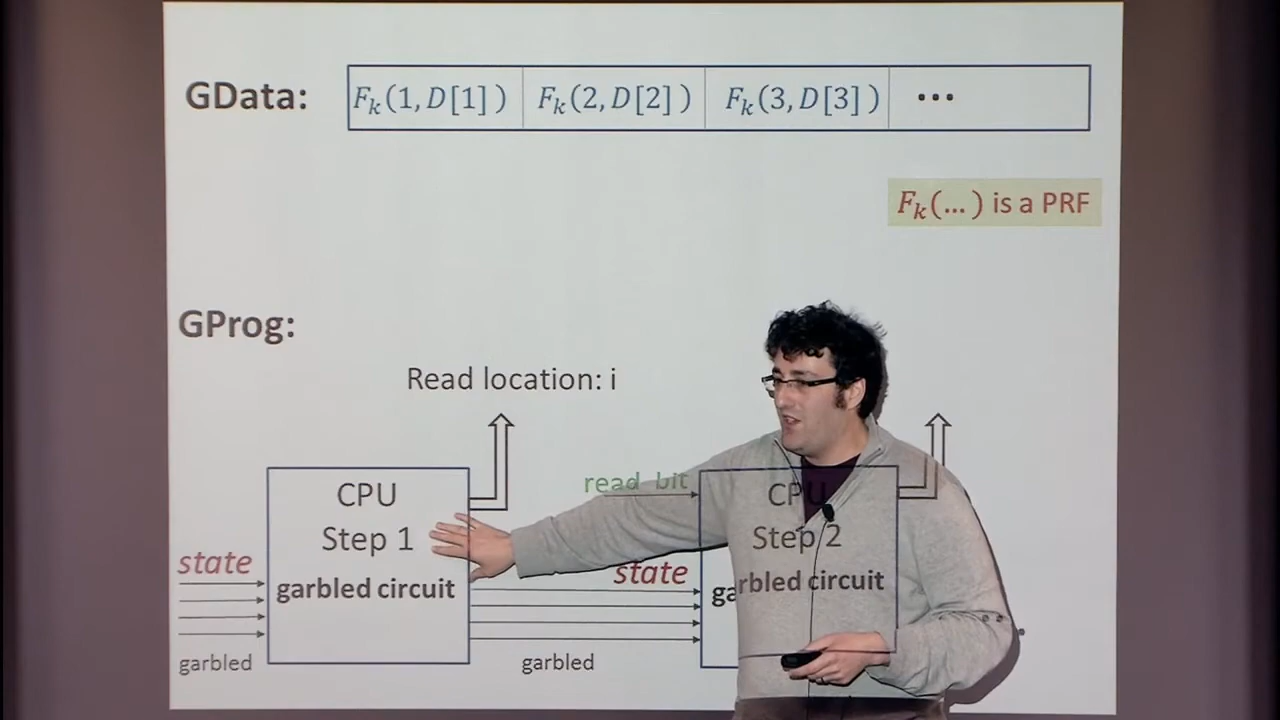 GData: F_k(1, D[1]) F_k(2, D[2]) F_k(3, D[3]) ...
F_k(...) is a PRF
GProg:
Read location: i
read bit
CPU
Step 1
garbled circuit
CPU
Step 2
garbled circuit
state
state
garbled
garbled